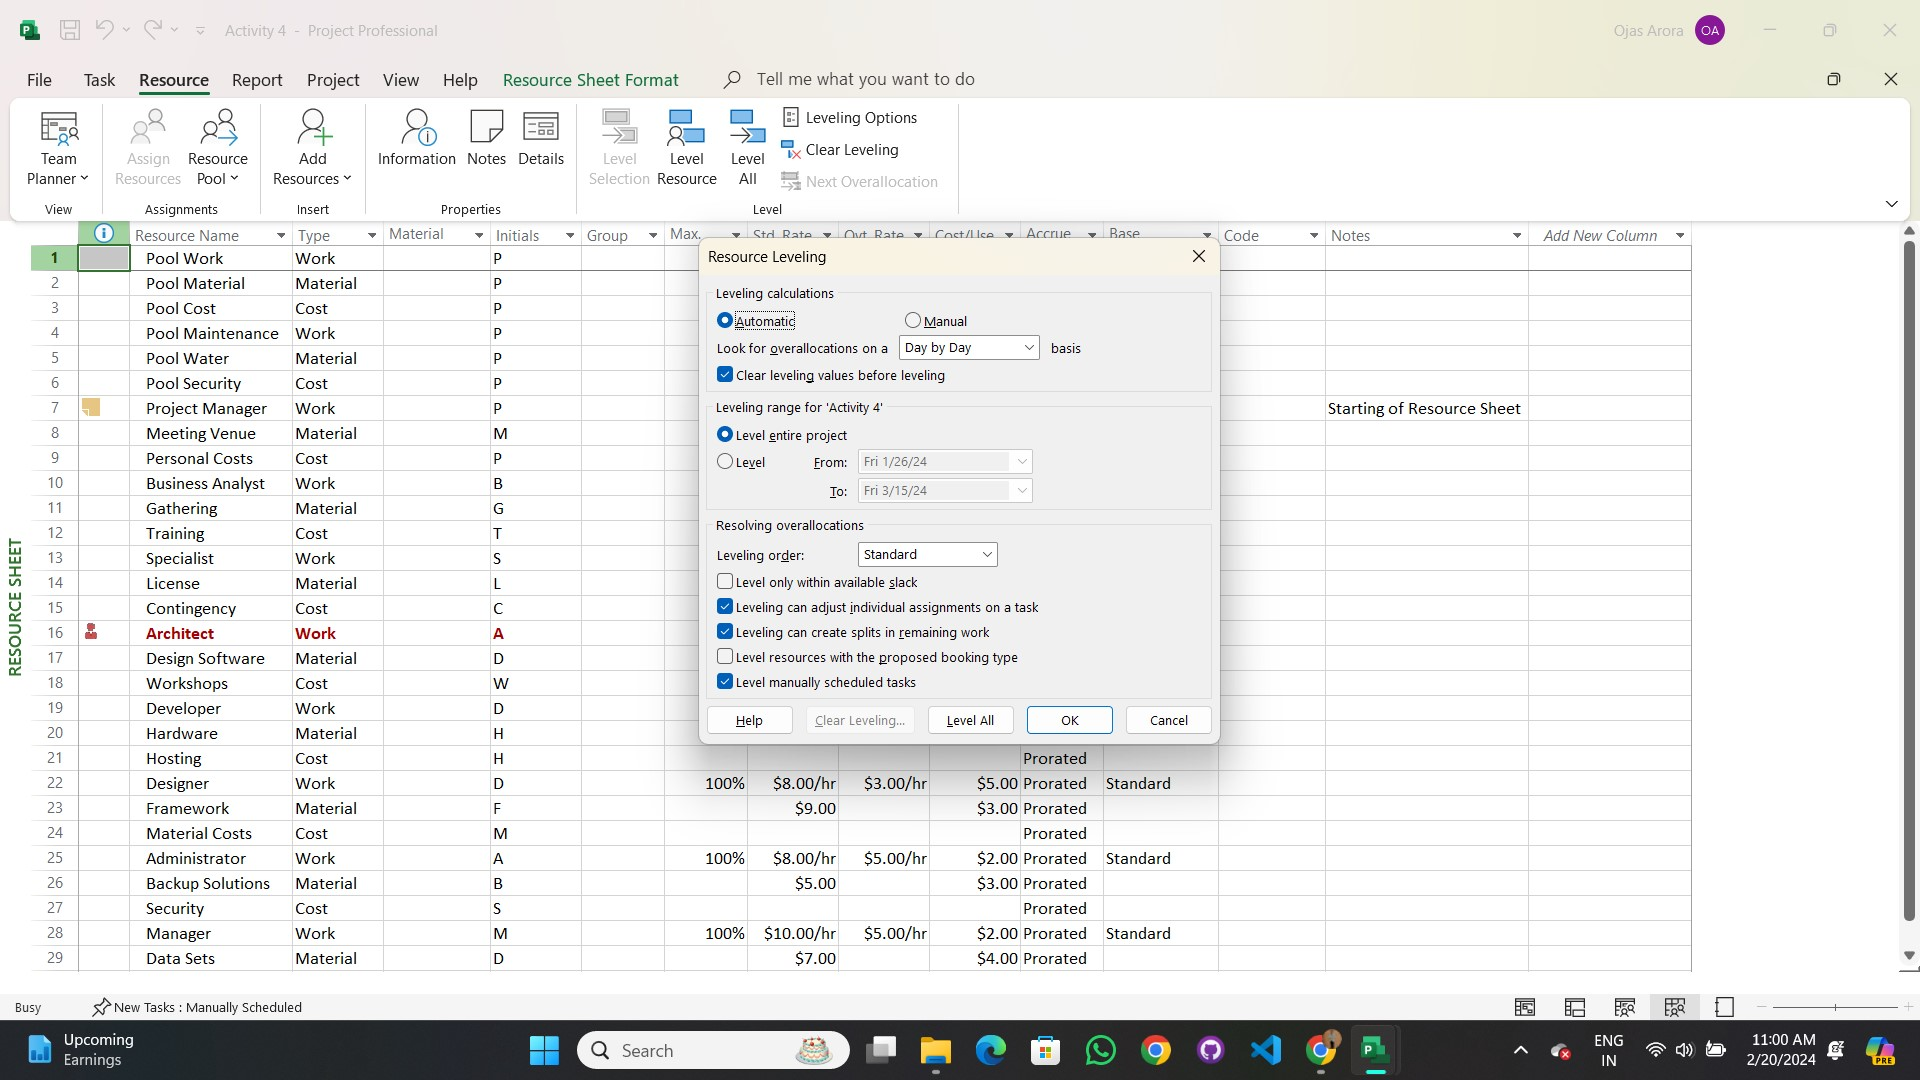 Activity 4 - Project Professional
Ojas Arora OA
File Task Resource Report Project View Help Resource Sheet Format Tell me what you want to do
Team Planner
View
Assign Resources
Resource Pool
Assignments
Add Resources
Insert
Information Notes Details
Properties
Level Selection
Level Resource
Level All
Leveling Options
Clear Leveling
Next Overallocation
Level
Resource Name Type Material Initials Group Max. Std. Rate Ovt. Rate Cost/Use Accrue Base Code Notes Add New Column
1 Pool Work Work P
2 Pool Material Material P
3 Pool Cost Cost P
4 Pool Maintenance Work P
5 Pool Water Material P
6 Pool Security Cost P
7 Project Manager Work P Starting of Resource Sheet
8 Meeting Venue Material M
9 Personal Costs Cost P
10 Business Analyst Work B
11 Gathering Material G
12 Training Cost T
13 Specialist Work S
14 License Material L
15 Contingency Cost C
16 Architect Work A
17 Design Software Material D
18 Workshops Cost W
19 Developer Work D
20 Hardware Material H
21 Hosting Cost H Prorated
22 Designer Work D 100% $8.00/hr $3.00/hr $5.00 Prorated Standard
23 Framework Material F $9.00 $3.00 Prorated
24 Material Costs Cost M Prorated
25 Administrator Work A 100% $8.00/hr $5.00/hr $2.00 Prorated Standard
26 Backup Solutions Material B $5.00 $3.00 Prorated
27 Security Cost S Prorated
28 Manager Work M 100% $10.00/hr $5.00/hr $2.00 Prorated Standard
29 Data Sets Material D $7.00 $4.00 Prorated
RESOURCE SHEET
Resource Leveling
Leveling calculations
Automatic Manual
Look for overallocations on a Day by Day basis
Clear leveling values before leveling
Leveling range for 'Activity 4'
Level entire project
Level From: Fri 1/26/24
To: Fri 3/15/24
Resolving overallocations
Leveling order: Standard
Level only within available slack
Leveling can adjust individual assignments on a task
Leveling can create splits in remaining work
Level resources with the proposed booking type
Level manually scheduled tasks
Help Clear Leveling... Level All OK Cancel
Busy New Tasks : Manually Scheduled
Upcoming
Earnings
Search
ENG
IN
11:00 AM
2/20/2024
PRE